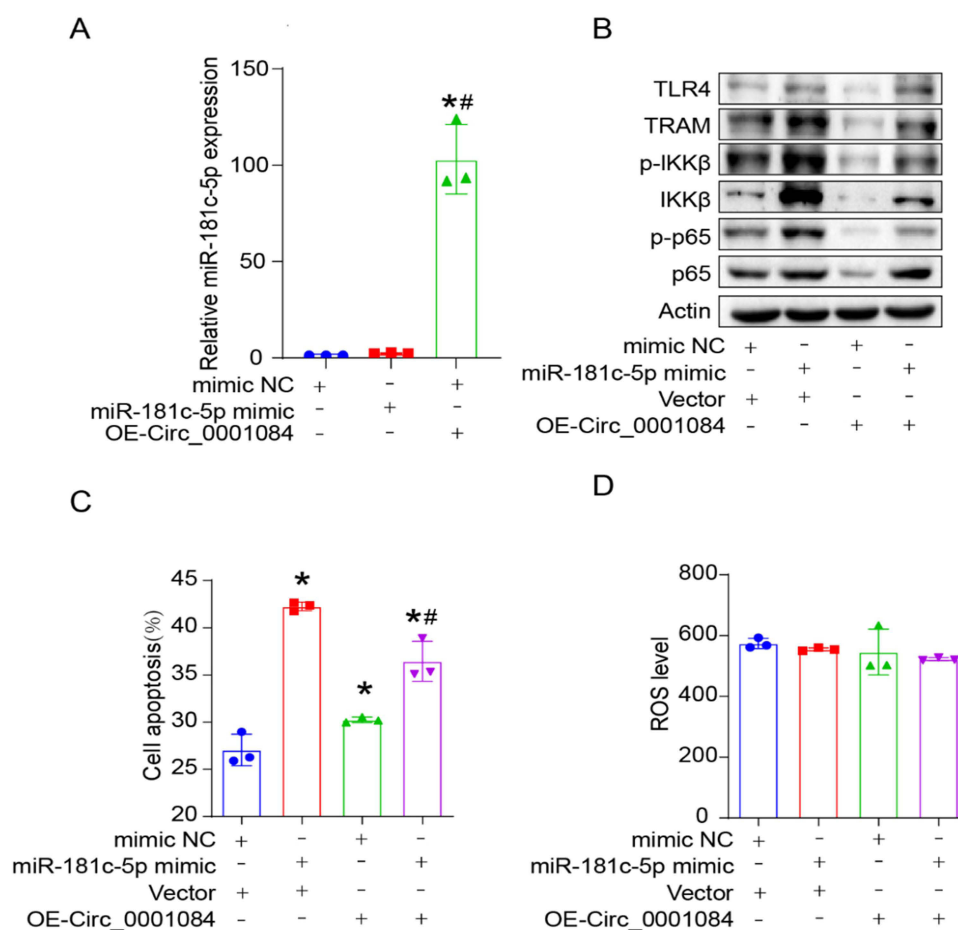 A
Relative miR-181c-5p expression
150
100
50
0
*#
mimic NC + - +
miR-181c-5p mimic - + -
OE-Circ_0001084 - - +
B
TLR4
TRAM
p-IKKβ
IKKβ
p-p65
p65
Actin
mimic NC + - + -
miR-181c-5p mimic - + - +
Vector + + - -
OE-Circ_0001084 - - + +
C
Cell apoptosis(%)
45
40
35
30
25
20
*
*
*#
mimic NC + - + -
miR-181c-5p mimic - + - +
Vector + + - -
OE-Circ_0001084 - - + +
D
ROS level
800
600
400
200
0
mimic NC + - + -
miR-181c-5p mimic - + - +
Vector + + - -
OE-Circ_0001084 - - + +